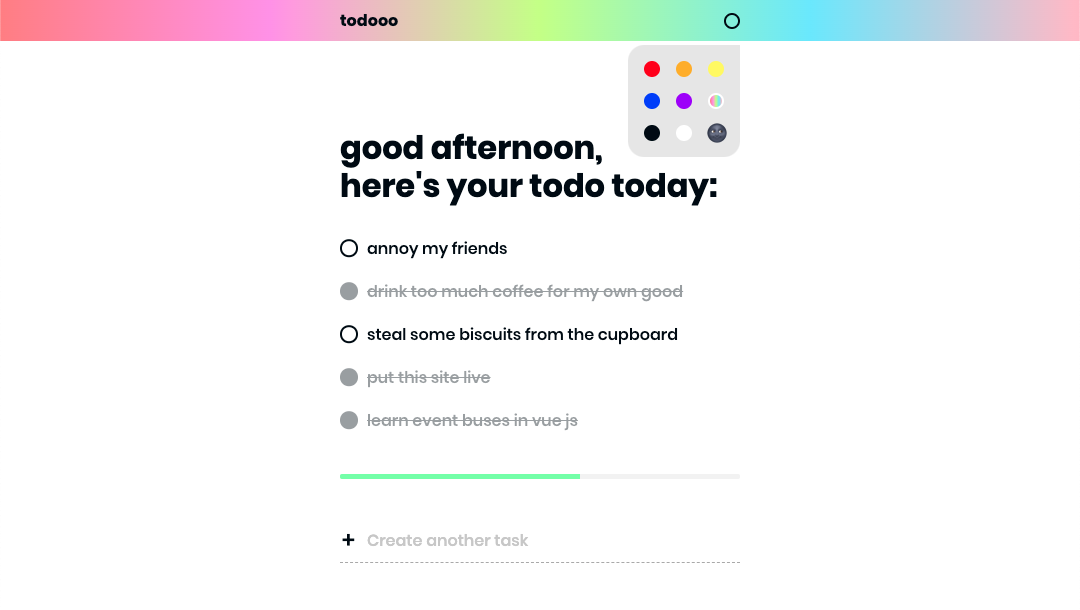 todooo
good afternoon,
here's your todo today:
annoy my friends
drink too much coffee for my own good
steal some biscuits from the cupboard
put this site live
learn event buses in vue js
+ Create another task